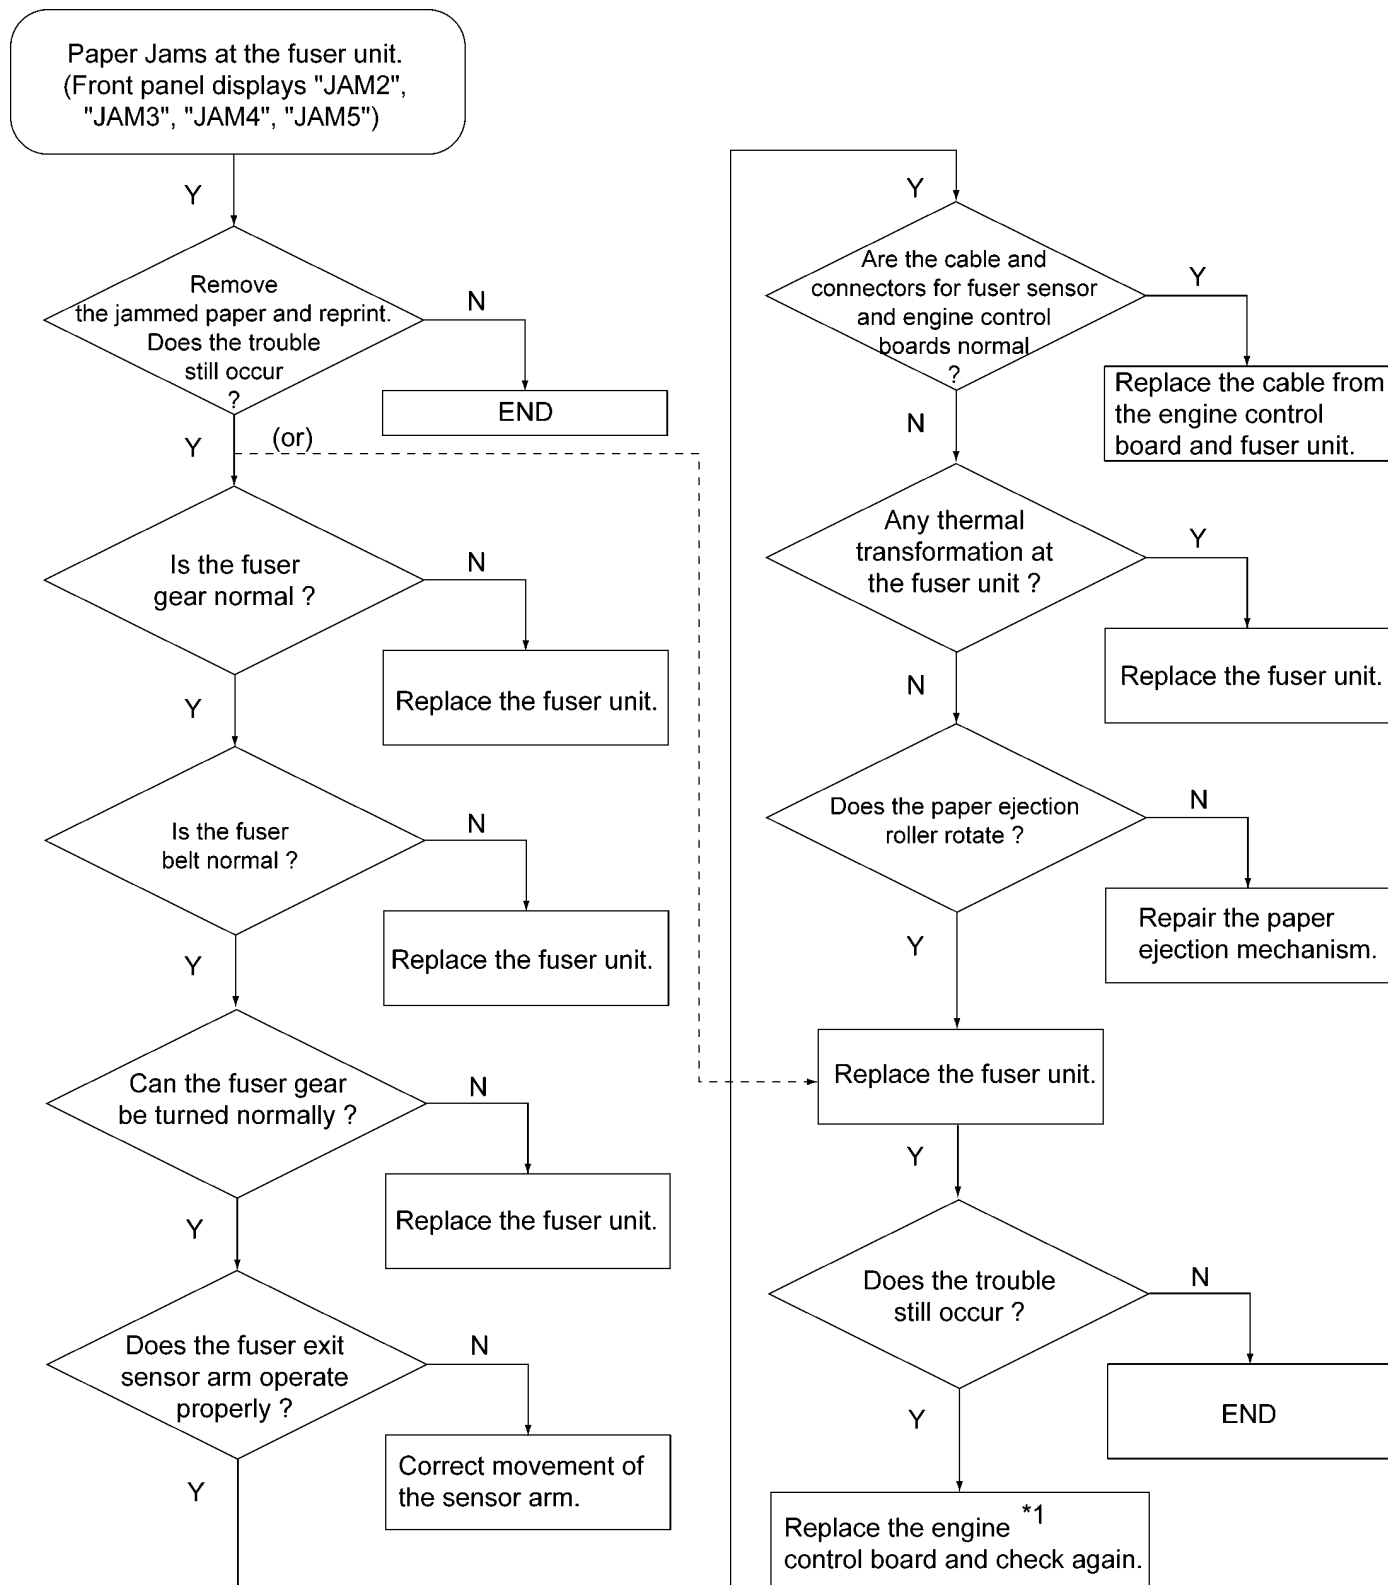 Paper Jams at the fuser unit.
(Front panel displays "JAM2",
"JAM3", "JAM4", "JAM5")
Y
Remove
the jammed paper and reprint.
Does the trouble
still occur
?
N
END
Y
(or)
Is the fuser
gear normal ?
N
Replace the fuser unit.
Y
Is the fuser
belt normal ?
N
Replace the fuser unit.
Y
Can the fuser gear
be turned normally ?
N
Replace the fuser unit.
Y
Does the fuser exit
sensor arm operate
properly ?
N
Correct movement of
the sensor arm.
Y
Y
Are the cable and
connectors for fuser sensor
and engine control
boards normal
?
Y
Replace the cable from
the engine control
board and fuser unit.
N
Any thermal
transformation at
the fuser unit ?
Y
Replace the fuser unit.
N
Does the paper ejection
roller rotate ?
N
Repair the paper
ejection mechanism.
Y
Replace the fuser unit.
Y
Does the trouble
still occur ?
N
END
Y
Replace the engine *1
control board and check again.